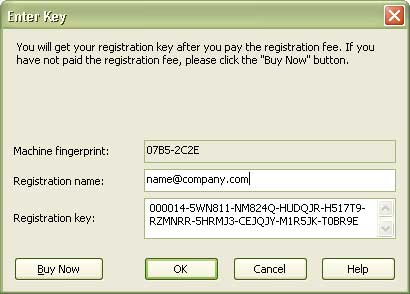 Enter Key
You will get your registration key after you pay the registration fee. If you
have not paid the registration fee, please click the "Buy Now" button.
Machine fingerprint: 07B5-2C2E
Registration name: name@company.com
Registration key: 000014-5WN811-NM824Q-HUDQJR-H517T9-
RZMNRR-5HRMJ3-CEJQJY-M1R5JK-T0BR9E
Buy Now OK Cancel Help